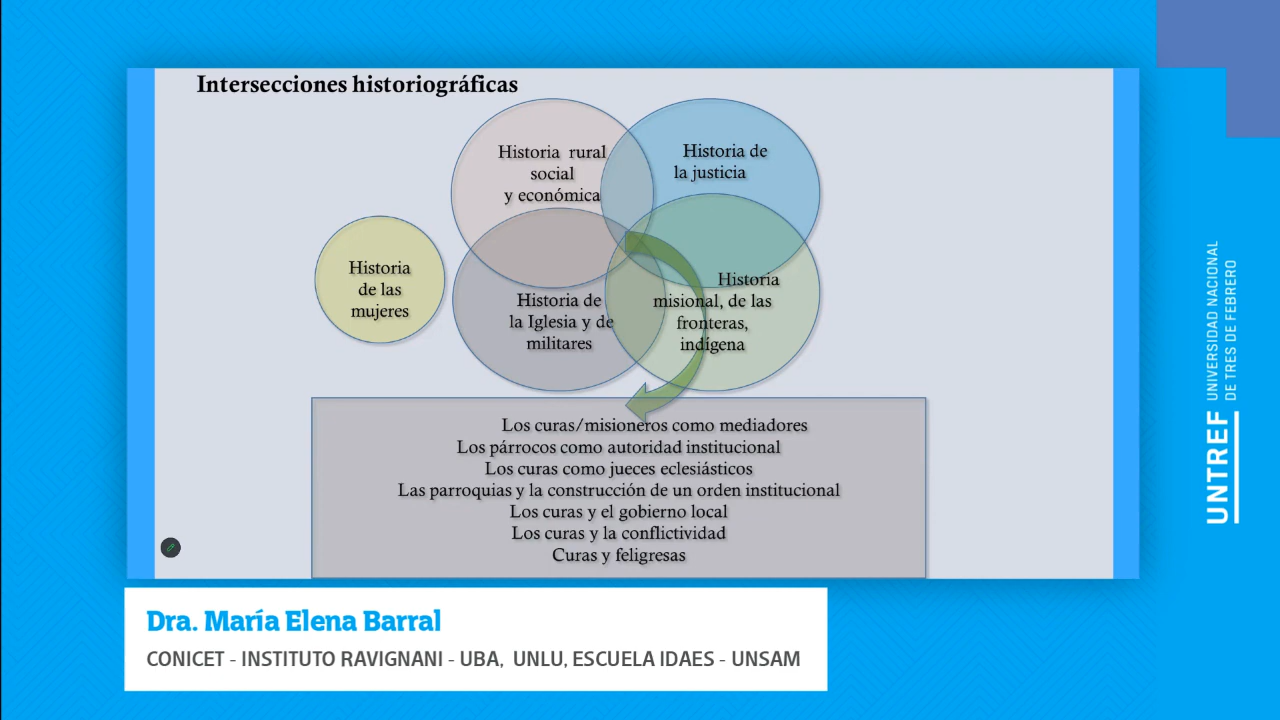 Intersecciones historiográficas
Historia rural
social
y económica
Historia de
la justicia
Historia
de las
mujeres
Historia de
la Iglesia y de
militares
Historia
misional, de las
fronteras,
indígena
Los curas/misioneros como mediadores
Los párrocos como autoridad institucional
Los curas como jueces eclesiásticos
Las parroquias y la construcción de un orden institucional
Los curas y el gobierno local
Los curas y la conflictividad
Curas y feligresas
Dra. María Elena Barral
CONICET - INSTITUTO RAVIGNANI - UBA, UNLU, ESCUELA IDAES - UNSAM
UNTREF
UNIVERSIDAD NACIONAL
DE TRES DE FEBRERO